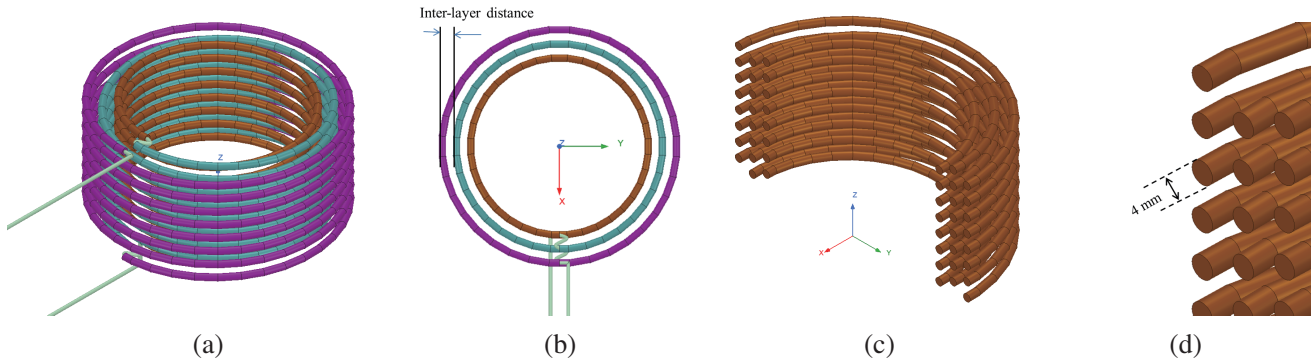 Inter-layer distance
Z
Z
Y
X
Z
X
Y
4 mm
(a)
(b)
(c)
(d)